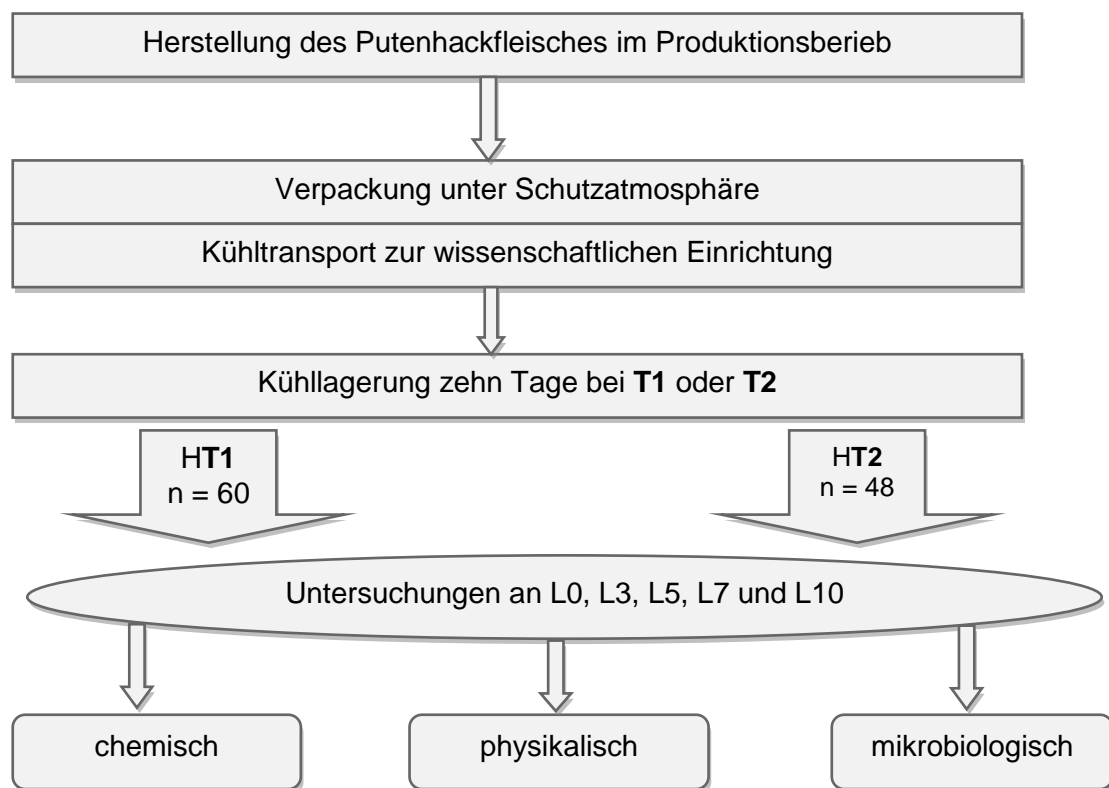 Herstellung des Putenhackfleisches im Produktionsberieb
Verpackung unter Schutzatmosphäre
Kühltransport zur wissenschaftlichen Einrichtung
Kühllagerung zehn Tage bei T1 oder T2
HT1
n = 60
HT2
n = 48
Untersuchungen an L0, L3, L5, L7 und L10
chemisch
physikalisch
mikrobiologisch